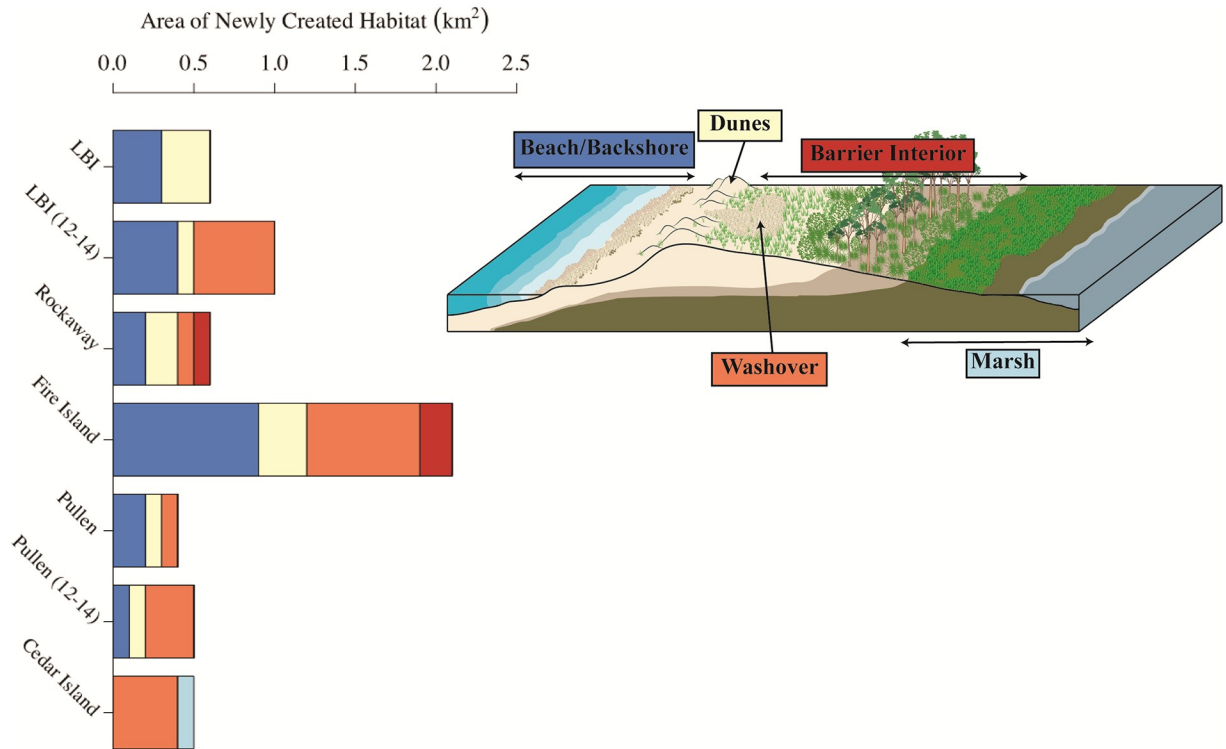 Area of Newly Created Habitat (km²)
0.0 0.5 1.0 1.5 2.0 2.5
LBI
LBI (12-14)
Rockaway
Fire Island
Pullen
Pullen (12-14)
Cedar Island
Dunes
Beach/Backshore
Barrier Interior
Washover
Marsh